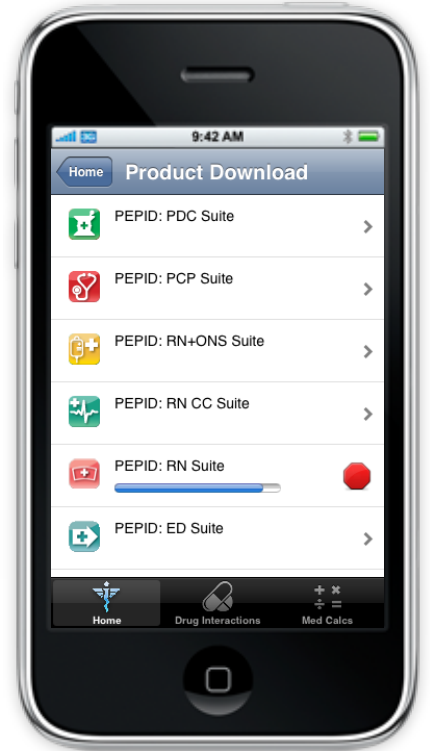 3G
9:42 AM
Home
Product Download
PEPID: PDC Suite
PEPID: PCP Suite
PEPID: RN+ONS Suite
PEPID: RN CC Suite
PEPID: RN Suite
PEPID: ED Suite
Home
Drug Interactions
Med Calcs